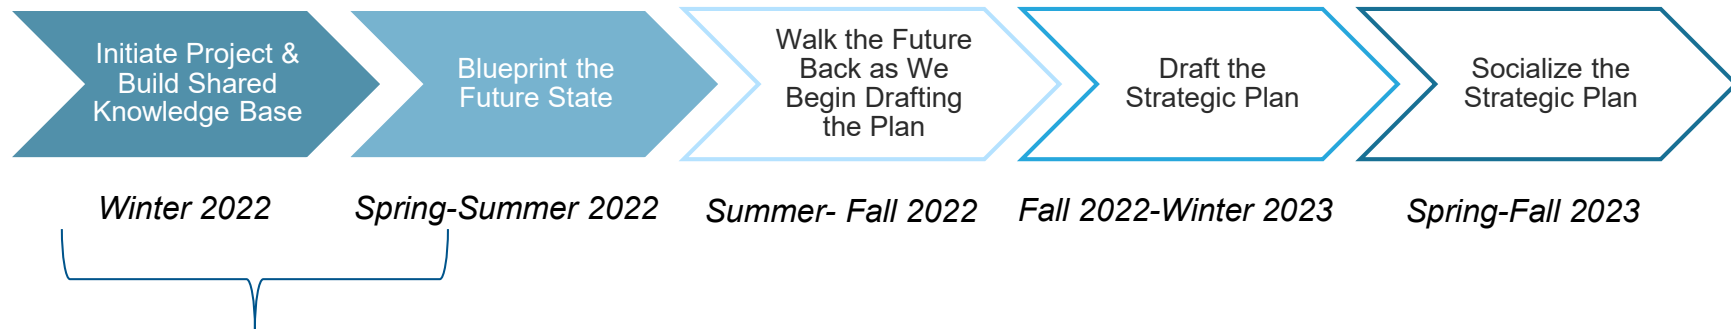 Initiate Project &
Build Shared
Knowledge Base
Blueprint the
Future State
Walk the Future
Back as We
Begin Drafting
the Plan
Draft the
Strategic Plan
Socialize the
Strategic Plan
Winter 2022
Spring-Summer 2022
Summer- Fall 2022
Fall 2022-Winter 2023
Spring-Fall 2023